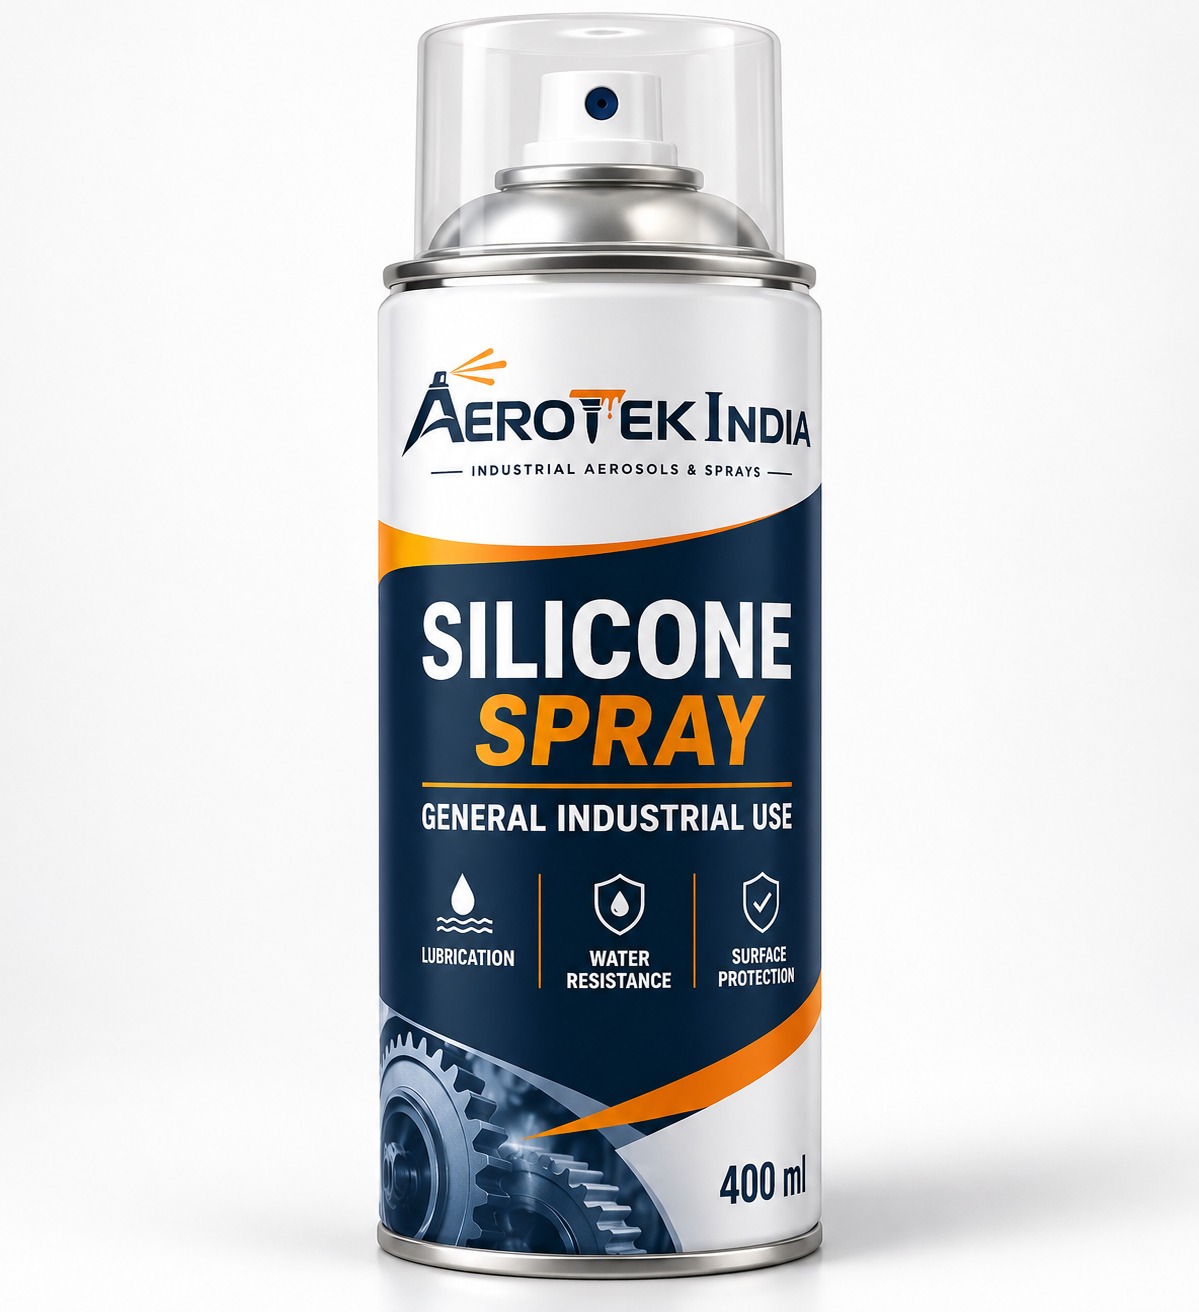 AEROTEK INDIA
INDUSTRIAL AEROSOLS & SPRAYS
SILICONE
SPRAY
GENERAL INDUSTRIAL USE
LUBRICATION
WATER
RESISTANCE
SURFACE
PROTECTION
400 ml